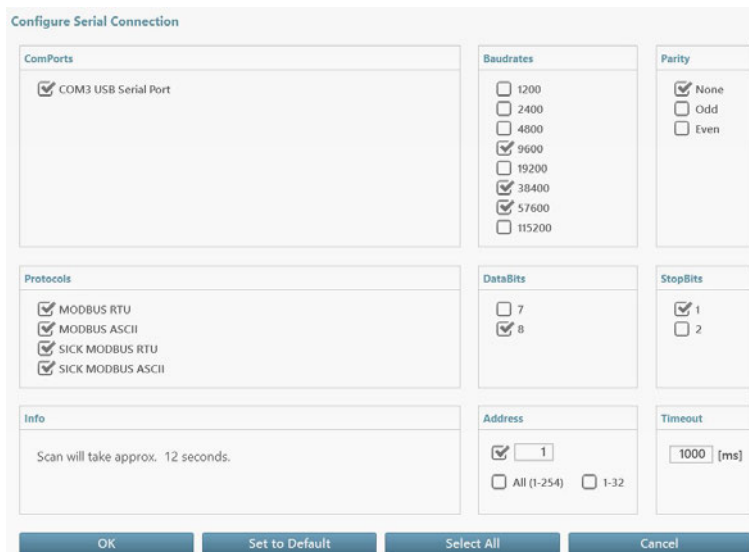 Configure Serial Connection
ComPorts
COM3 USB Serial Port
Baudrates
1200
2400
4800
9600
19200
38400
57600
115200
Parity
None
Odd
Even
Protocols
MODBUS RTU
MODBUS ASCII
SICK MODBUS RTU
SICK MODBUS ASCII
DataBits
7
8
StopBits
1
2
Info
Scan will take approx. 12 seconds.
Address
1
All (1-254) 1-32
Timeout
1000 [ms]
OK Set to Default Select All Cancel